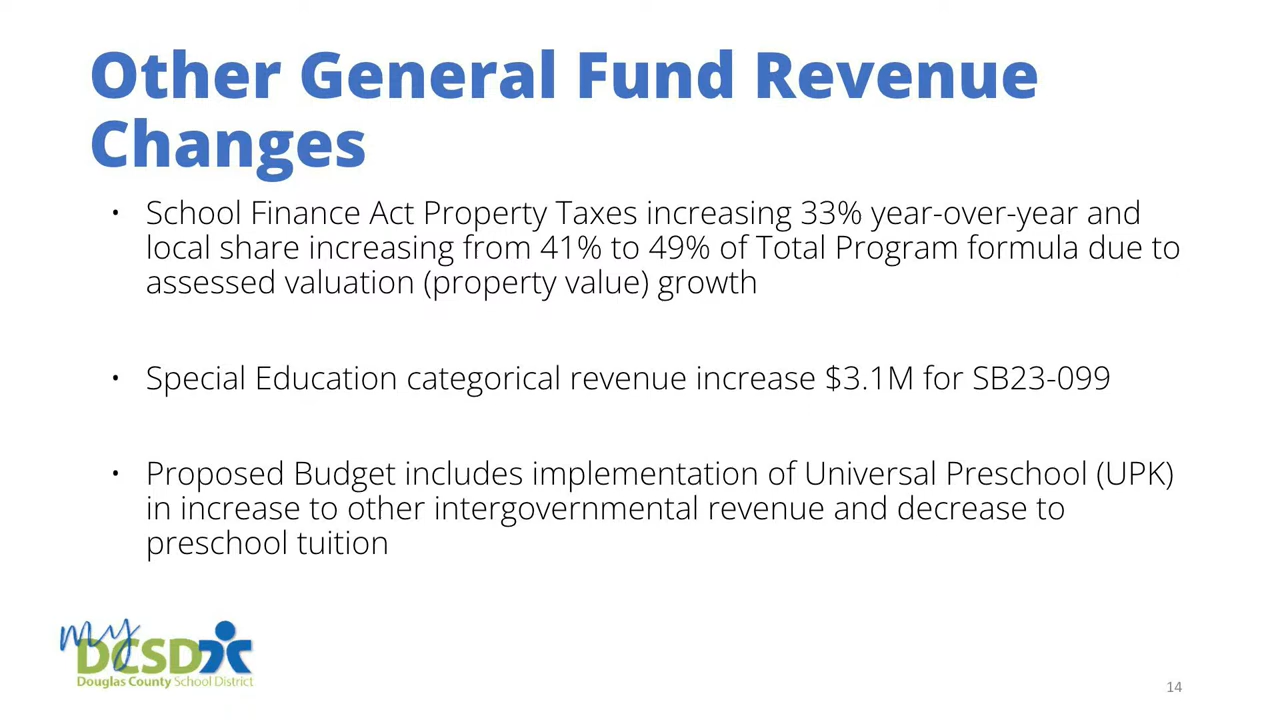 Other General Fund Revenue
Changes
• School Finance Act Property Taxes increasing 33% year-over-year and
local share increasing from 41% to 49% of Total Program formula due to
assessed valuation (property value) growth
• Special Education categorical revenue increase $3.1M for SB23-099
• Proposed Budget includes implementation of Universal Preschool (UPK)
in increase to other intergovernmental revenue and decrease to
preschool tuition
my
DCSD
Douglas County School District
14